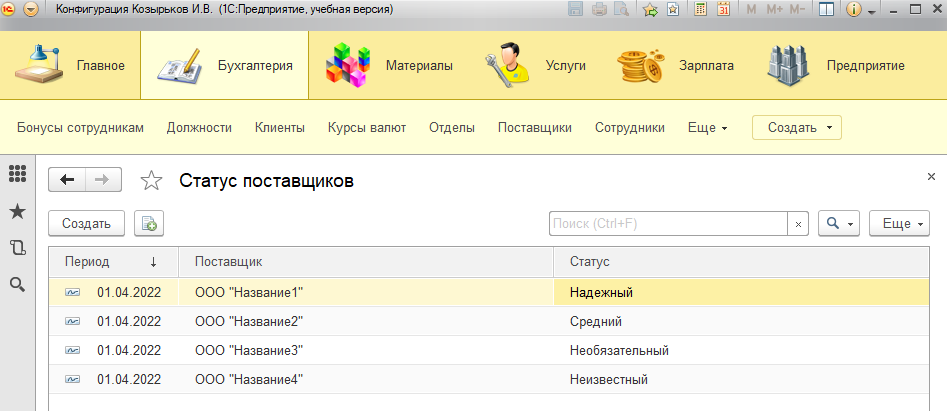 Конфигурация Козырьков И.В. (1С:Предприятие, учебная версия)
M M+ M-
Главное Бухгалтерия Материалы Услуги Зарплата Предприятие
Бонусы сотрудникам Должности Клиенты Курсы валют Отделы Поставщики Сотрудники Еще Создать
Статус поставщиков
Создать Поиск (Ctrl+F) Еще
Период Поставщик Статус
01.04.2022 ООО "Название1" Надежный
01.04.2022 ООО "Название2" Средний
01.04.2022 ООО "Название3" Необязательный
01.04.2022 ООО "Название4" Неизвестный